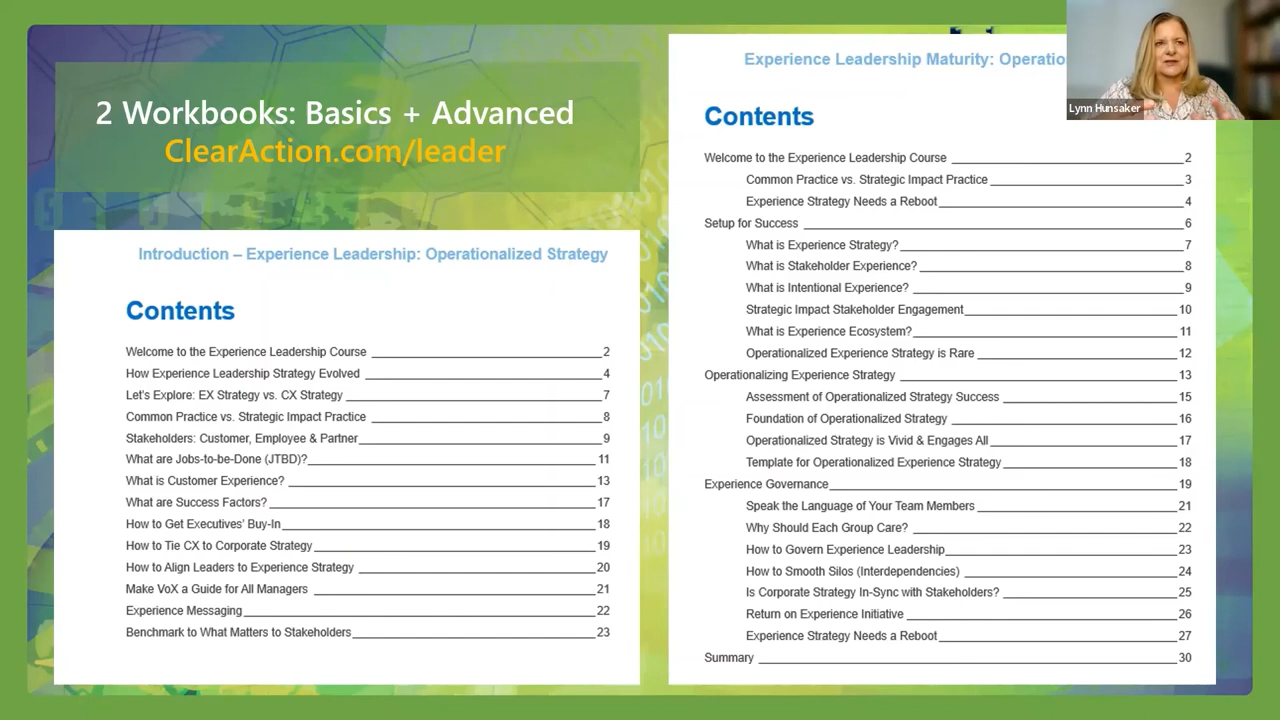 2 Workbooks: Basics + Advanced
ClearAction.com/leader
Introduction – Experience Leadership: Operationalized Strategy
Contents
Welcome to the Experience Leadership Course 2
How Experience Leadership Strategy Evolved 4
Let's Explore: EX Strategy vs. CX Strategy 7
Common Practice vs. Strategic Impact Practice 8
Stakeholders: Customer, Employee & Partner 9
What are Jobs-to-be-Done (JTBD)? 11
What is Customer Experience? 13
What are Success Factors? 17
How to Get Executives' Buy-In 18
How to Tie CX to Corporate Strategy 19
How to Align Leaders to Experience Strategy 20
Make VoX a Guide for All Managers 21
Experience Messaging 22
Benchmark to What Matters to Stakeholders 23
Experience Leadership Maturity: Operatio
Contents
Welcome to the Experience Leadership Course 2
Common Practice vs. Strategic Impact Practice 3
Experience Strategy Needs a Reboot 4
Setup for Success 6
What is Experience Strategy? 7
What is Stakeholder Experience? 8
What is Intentional Experience? 9
Strategic Impact Stakeholder Engagement 10
What is Experience Ecosystem? 11
Operationalized Experience Strategy is Rare 12
Operationalizing Experience Strategy 13
Assessment of Operationalized Strategy Success 15
Foundation of Operationalized Strategy 16
Operationalized Strategy is Vivid & Engages All 17
Template for Operationalized Experience Strategy 18
Experience Governance 19
Speak the Language of Your Team Members 21
Why Should Each Group Care? 22
How to Govern Experience Leadership 23
How to Smooth Silos (Interdependencies) 24
Is Corporate Strategy In-Sync with Stakeholders? 25
Return on Experience Initiative 26
Experience Strategy Needs a Reboot 27
Summary 30
Lynn Hunsaker